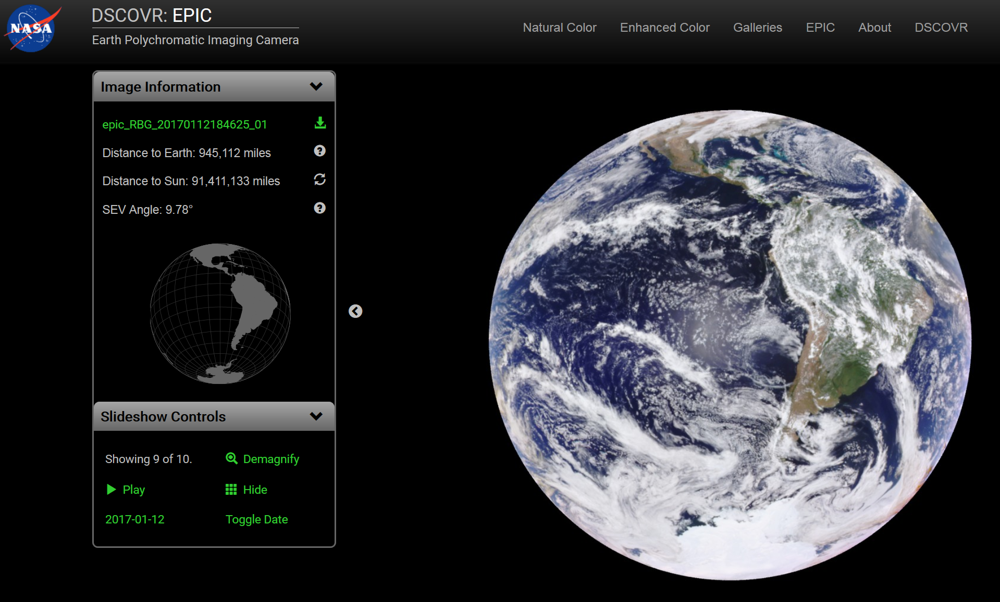 NASA
DSCOVR: EPIC
Earth Polychromatic Imaging Camera
Natural Color
Enhanced Color
Galleries
EPIC
About
DSCOVR
Image Information
epic_RBG_20170112184625_01
Distance to Earth: 945,112 miles
Distance to Sun: 91,411,133 miles
SEV Angle: 9.78°
Slideshow Controls
Showing 9 of 10.
Demagnify
Play
Hide
2017-01-12
Toggle Date